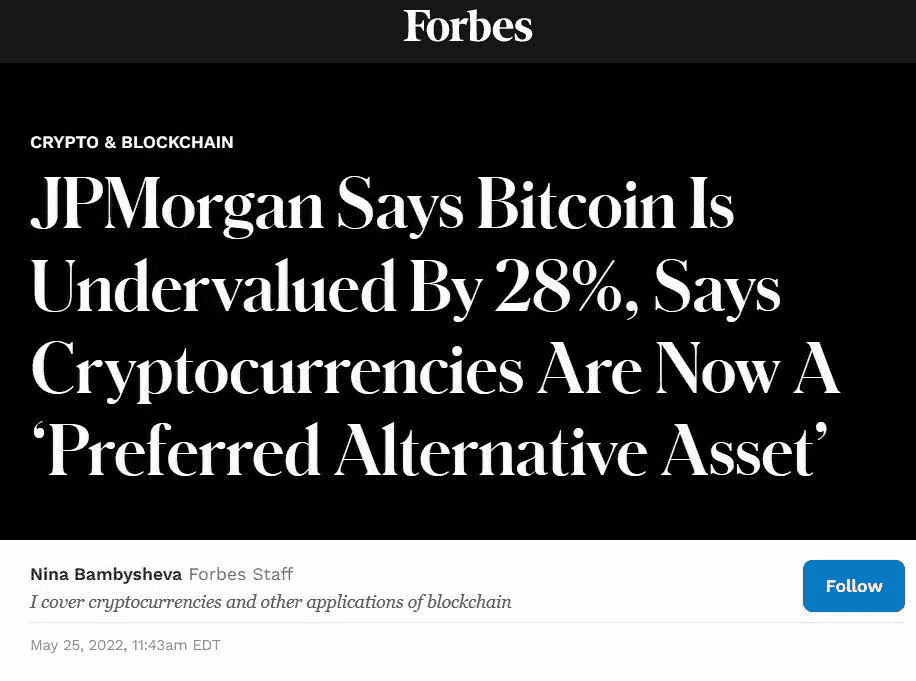 Forbes
CRYPTO & BLOCKCHAIN
JPMorgan Says Bitcoin Is
Undervalued By 28%, Says
Cryptocurrencies Are Now A
‘Preferred Alternative Asset’
Nina Bambysheva Forbes Staff
Follow
I cover cryptocurrencies and other applications of blockchain
May 25, 2022, 11:43am EDT